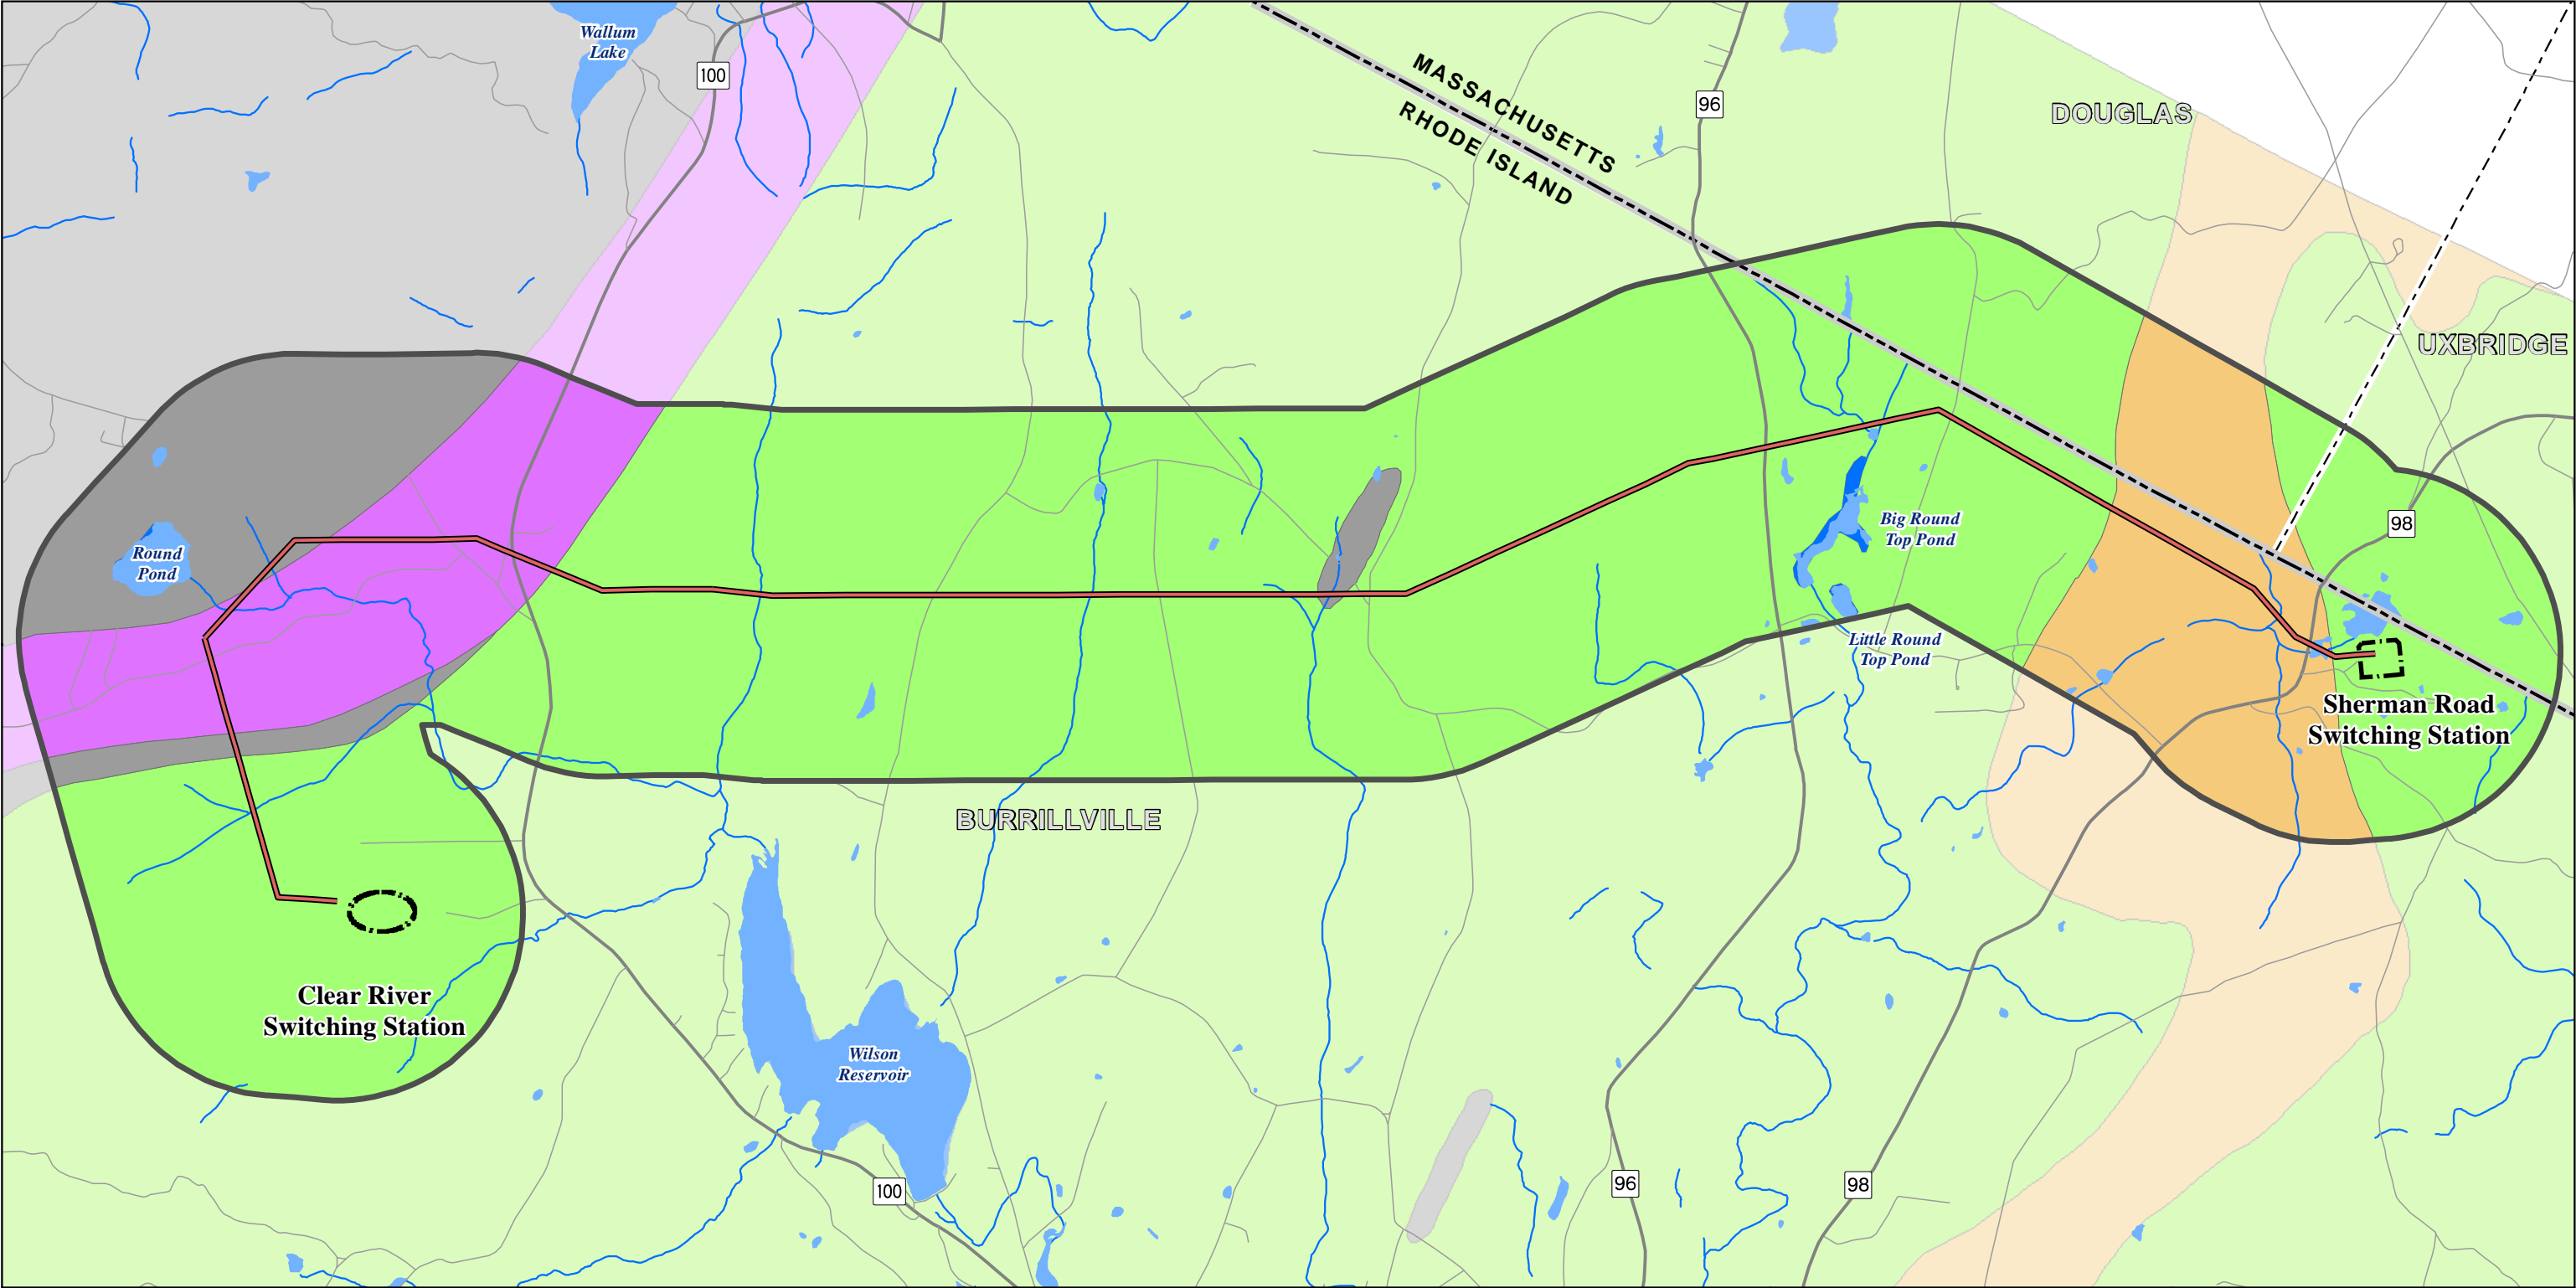 Wallum
Lake
100
MASSACHUSETTS
RHODE ISLAND
96
DOUGLAS
UXBRIDGE
98
Big Round
Top Pond
Round
Pond
Little Round
Top Pond
Sherman Road
Switching Station
BURRILLVILLE
Clear River
Switching Station
Wilson
Reservoir
100
96
98